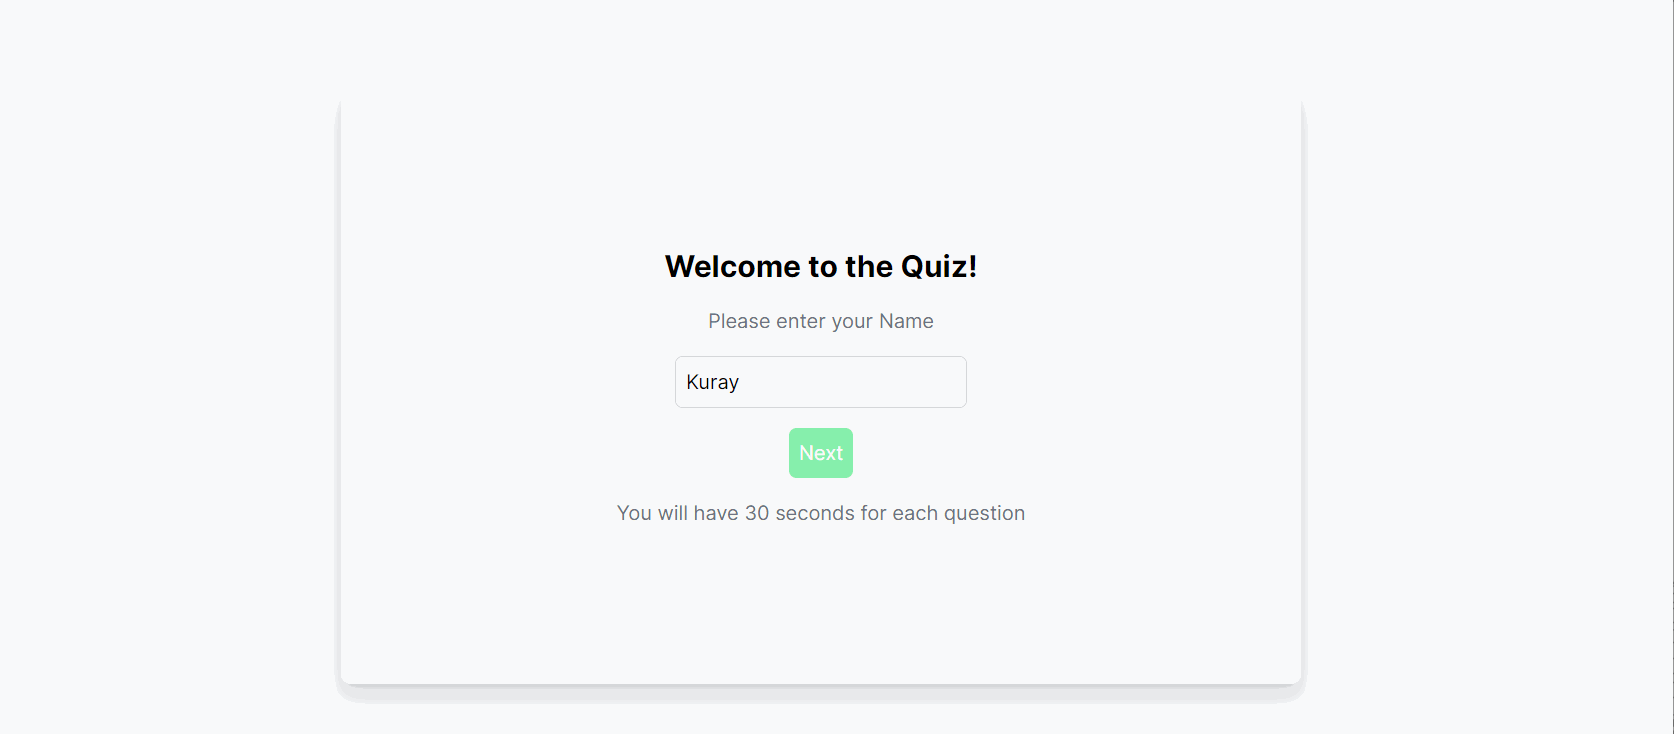 Welcome to the Quiz!
Please enter your Name
Kuray
Next
You will have 30 seconds for each question